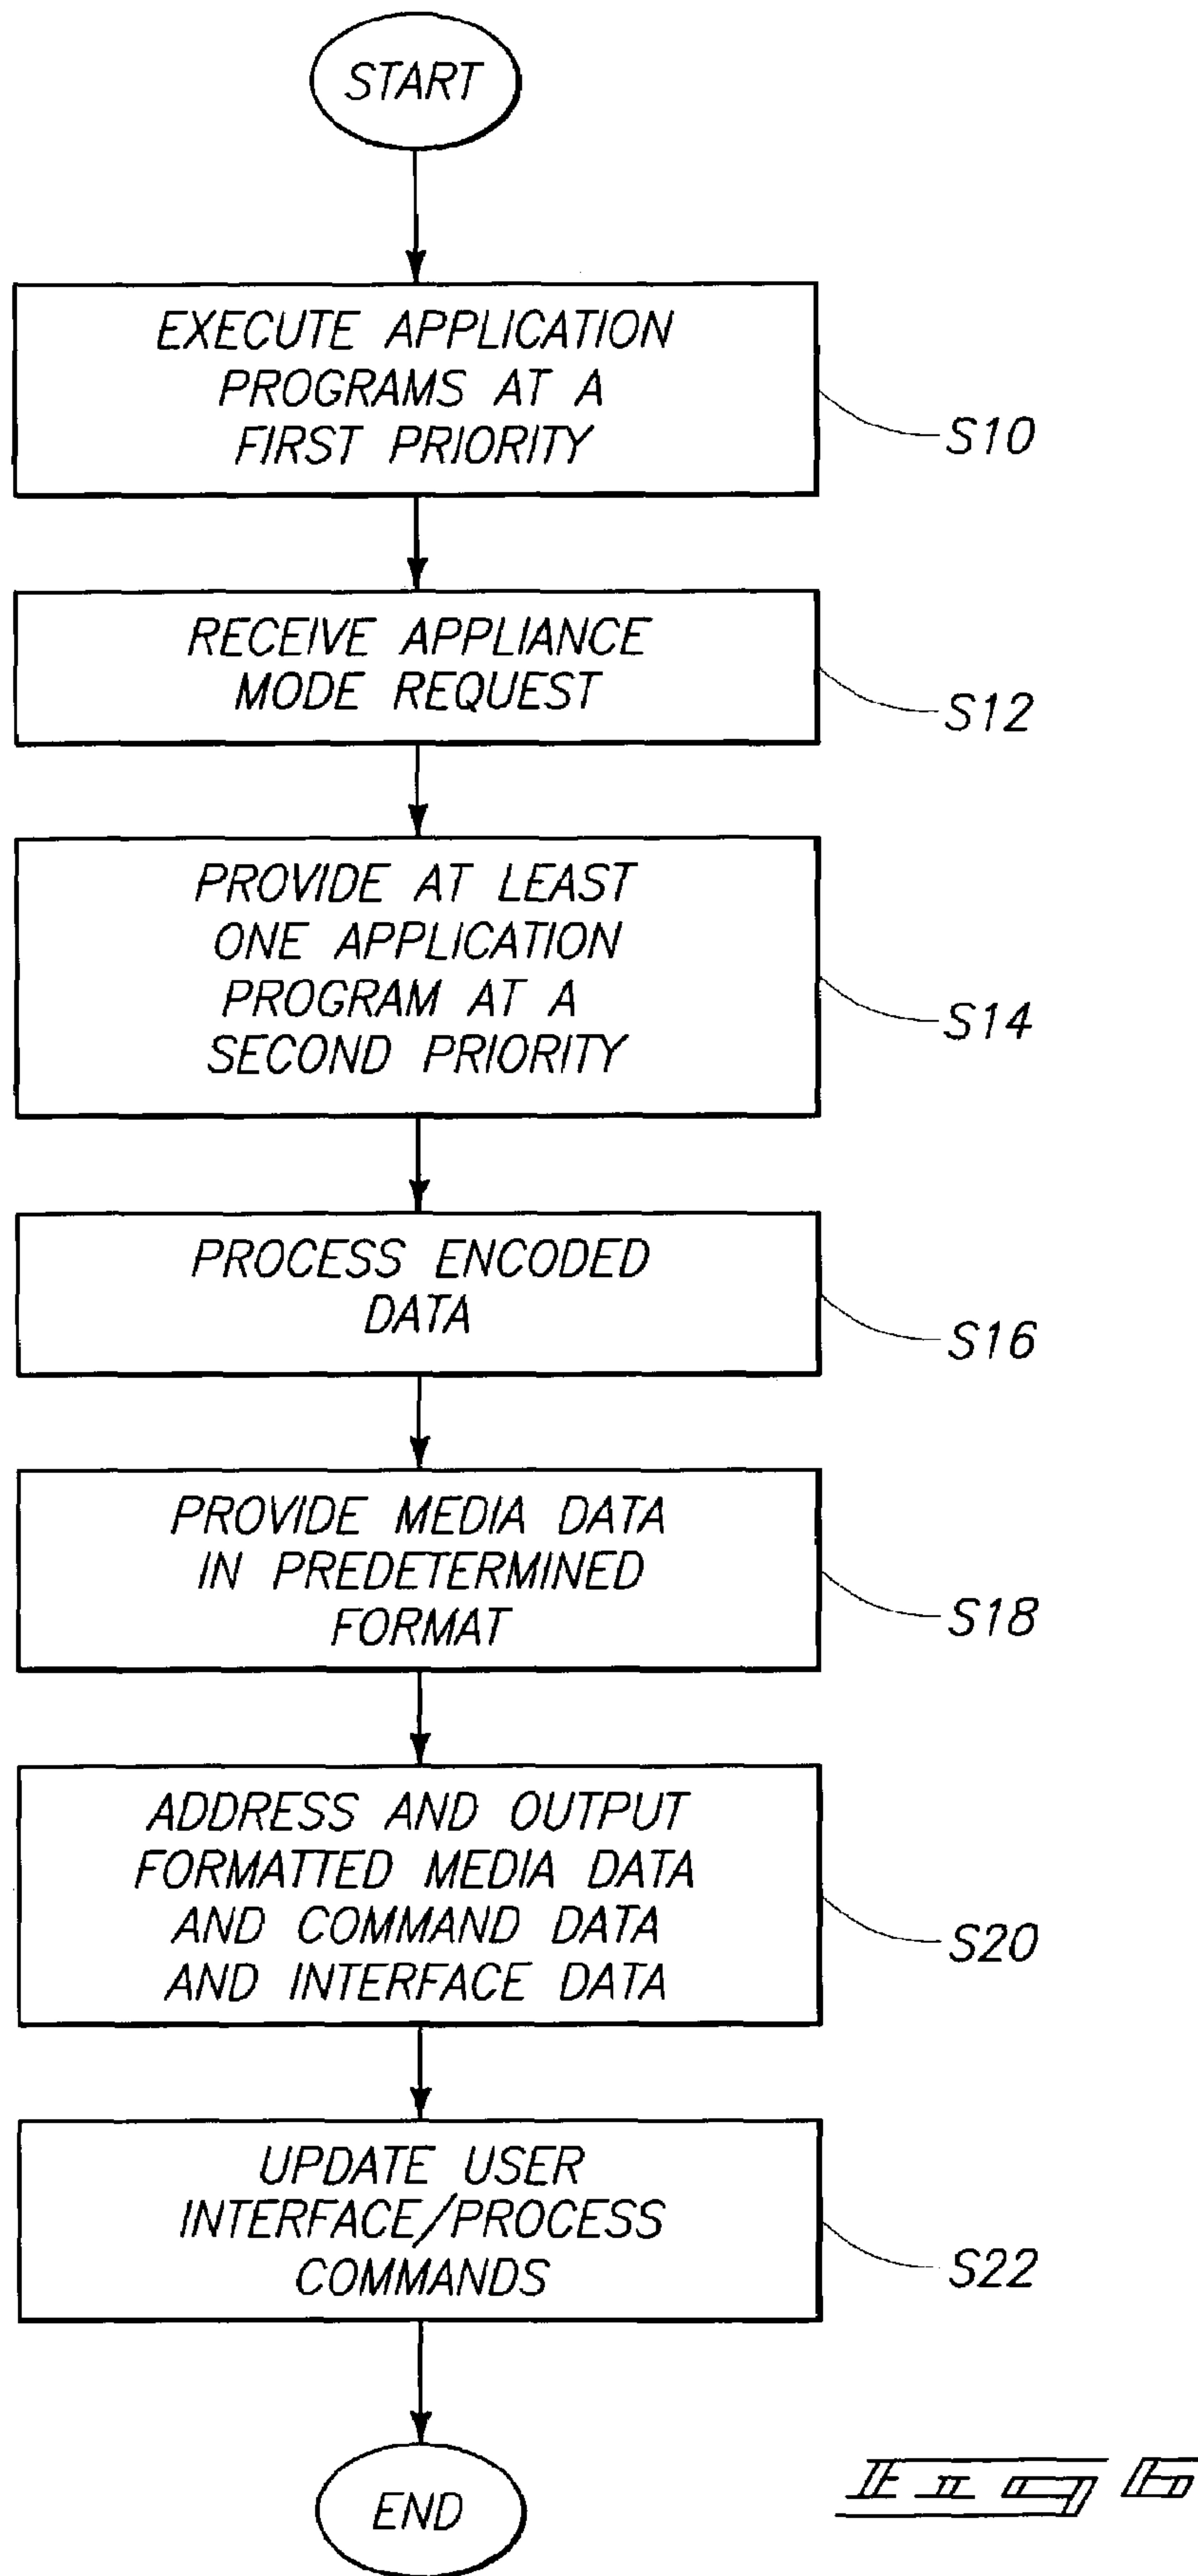 START
EXECUTE APPLICATION
PROGRAMS AT A
FIRST PRIORITY
S10
RECEIVE APPLIANCE
MODE REQUEST
S12
PROVIDE AT LEAST
ONE APPLICATION
PROGRAM AT A
SECOND PRIORITY
S14
PROCESS ENCODED
DATA
S16
PROVIDE MEDIA DATA
IN PREDETERMINED
FORMAT
S18
ADDRESS AND OUTPUT
FORMATTED MEDIA DATA
AND COMMAND DATA
AND INTERFACE DATA
S20
UPDATE USER
INTERFACE/PROCESS
COMMANDS
S22
END
Fig 6